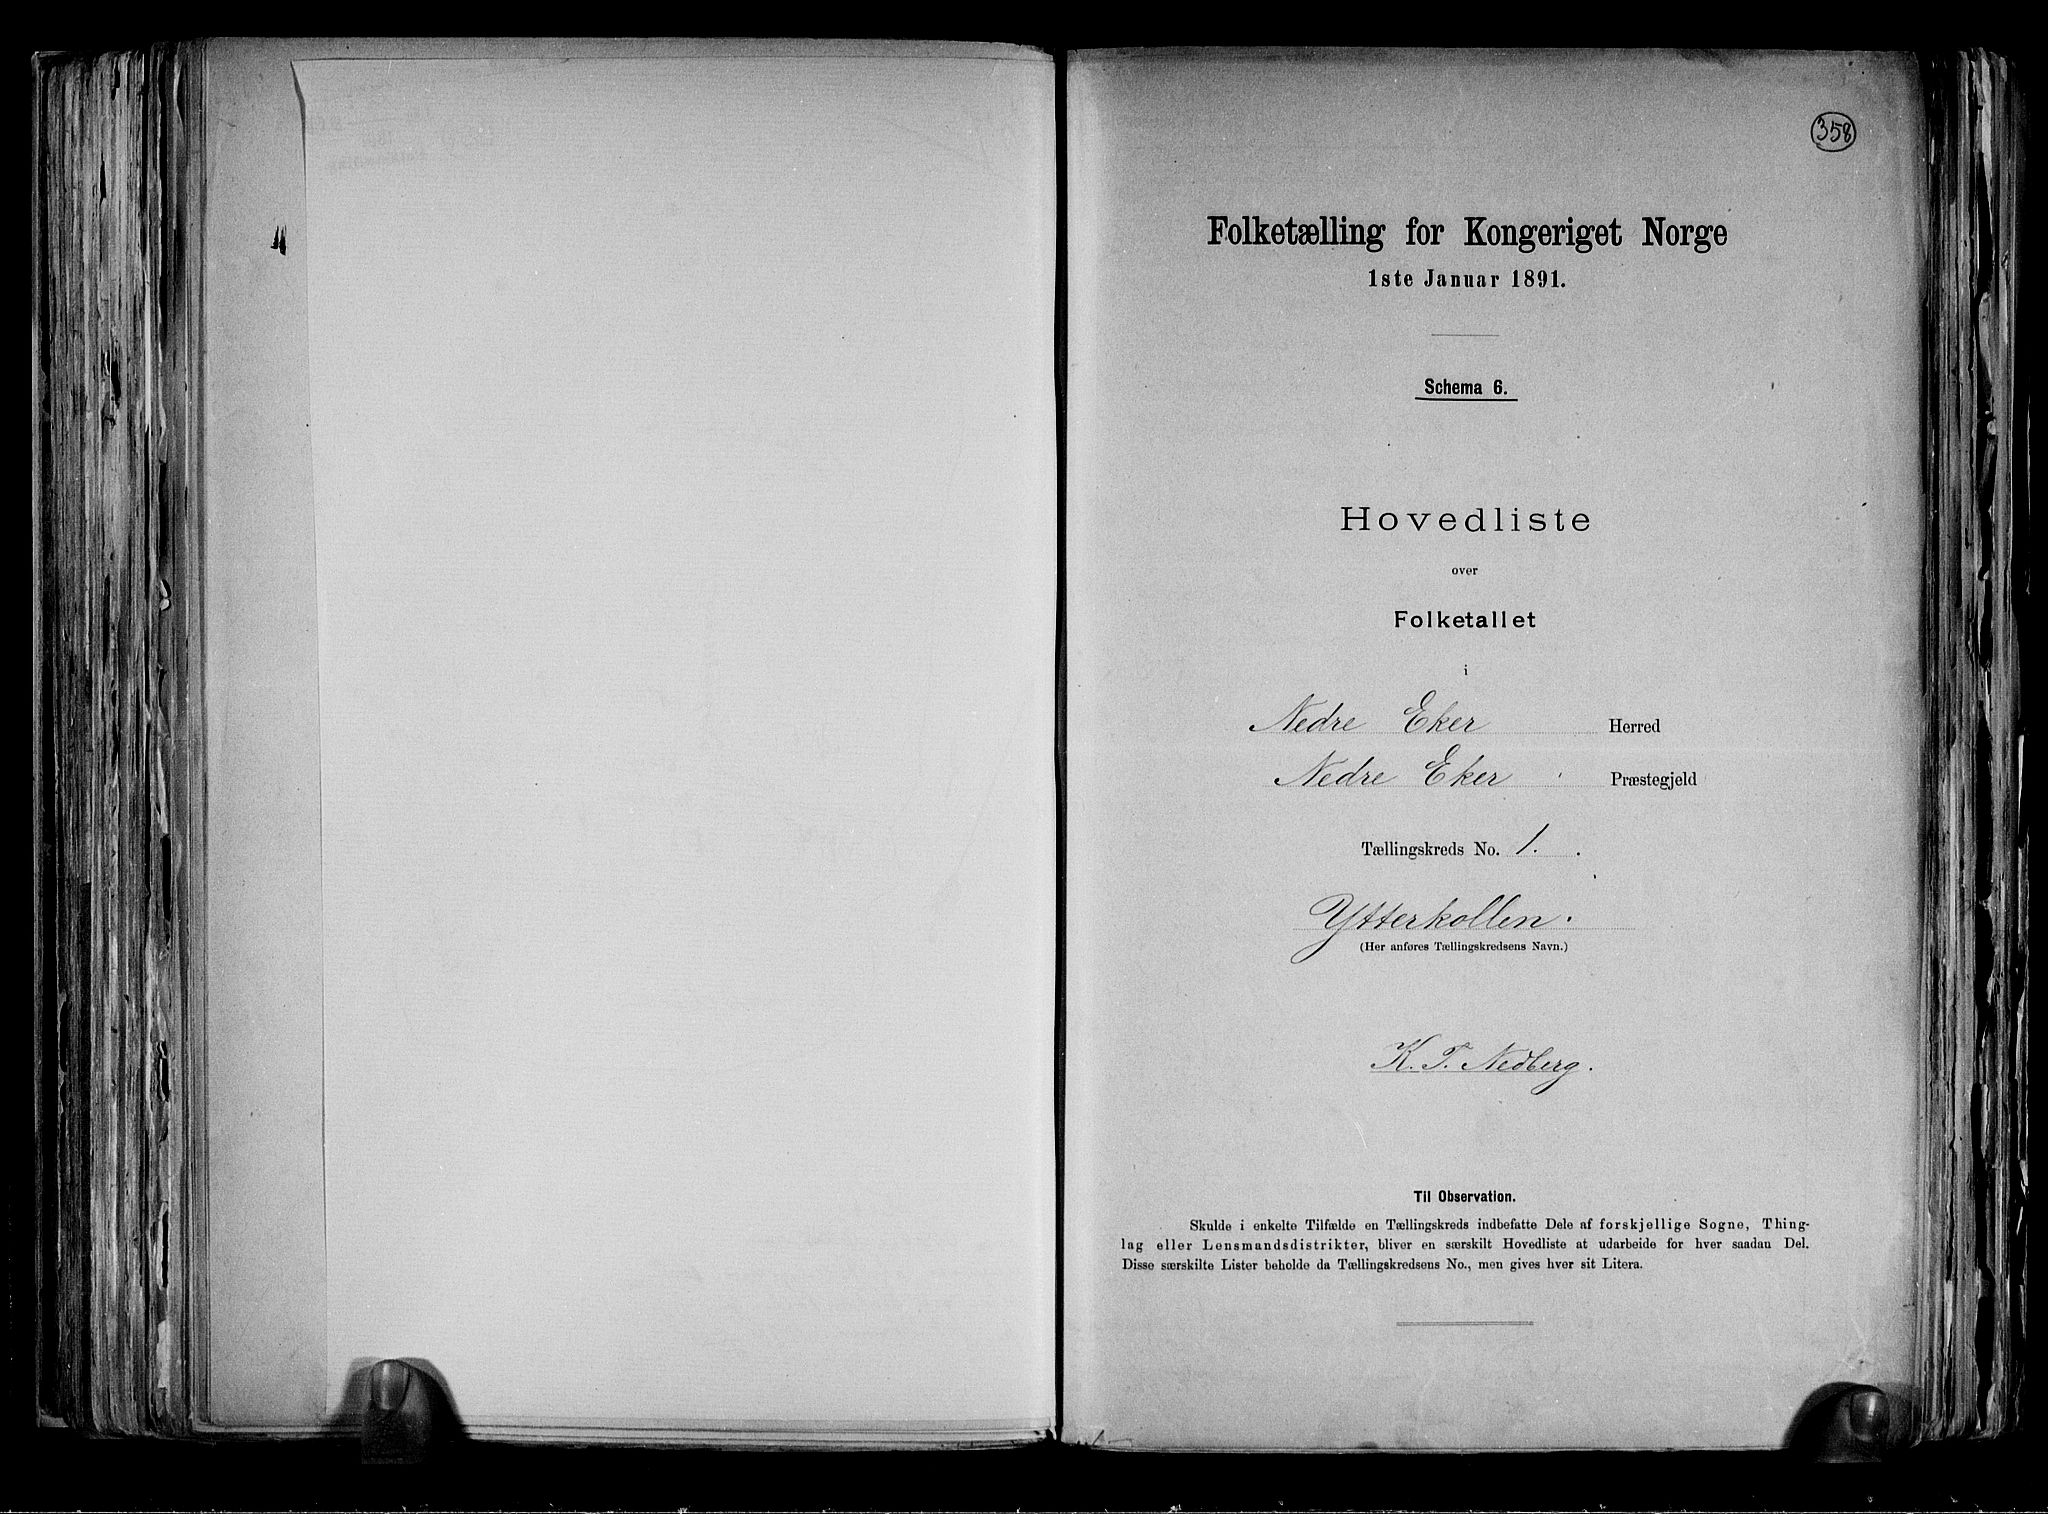 358
Folketælling for Kongeriget Norge
1ste Januar 1891.
Schema 6.
Hovedliste
over
Folketallet
i
Nedre Eker Herred
Nedre Eker Præstegjeld
Tællingskreds No. 1.
Ytterkollen.
(Her anføres Tællingskredsens Navn.)
K. T. Nedberg.
Til Observation.
Skulde i enkelte Tilfælde en Tællingskreds indbefatte Dele af forskjellige Sogne, Thing-
lag eller Lensmandsdistrikter, bliver en særskilt Hovedliste at udarbeide for hver saadan Del.
Disse særskilte Lister beholde da Tællingskredsens No., men gives hver sit Litera.